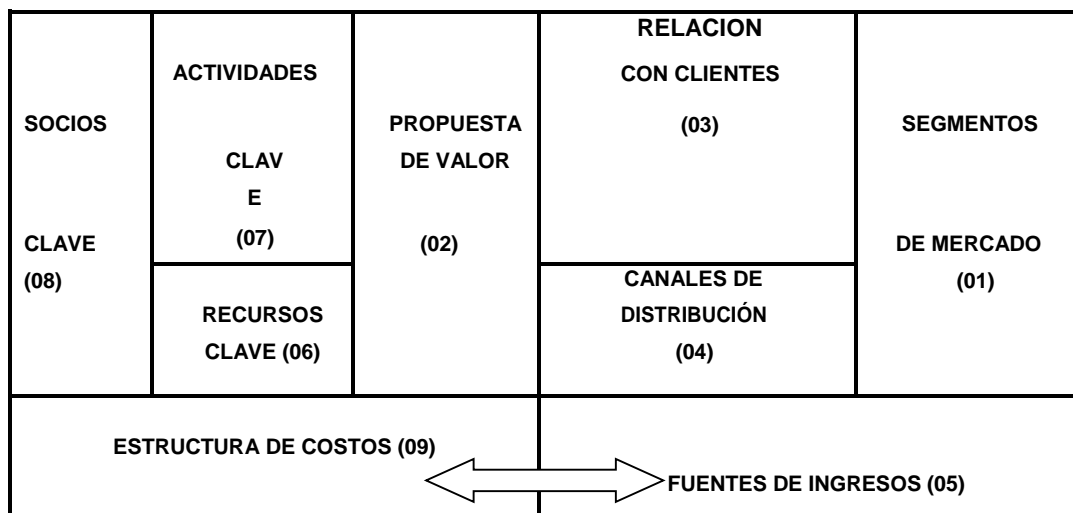 SOCIOS
CLAVE
(08)
ACTIVIDADES
CLAV
E
(07)
RECURSOS
CLAVE (06)
PROPUESTA
DE VALOR
(02)
RELACION
CON CLIENTES
(03)
CANALES DE
DISTRIBUCIÓN
(04)
SEGMENTOS
DE MERCADO
(01)
ESTRUCTURA DE COSTOS (09)
FUENTES DE INGRESOS (05)